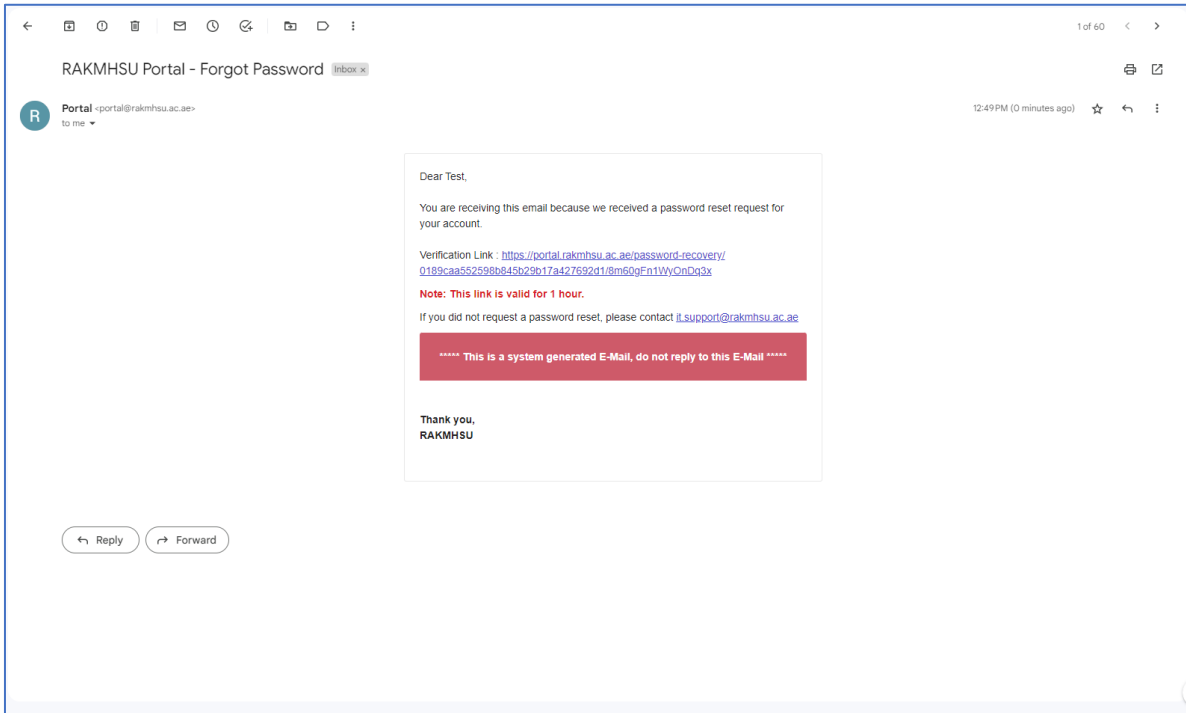 1 of 60
RAKMHSU Portal - Forgot Password Inbox x
R
Portal <portal@rakmhsu.ac.ae> 12:49 PM (0 minutes ago)
to me
Dear Test,
You are receiving this email because we received a password reset request for
your account.
Verification Link : https://portal.rakmhsu.ac.ae/password-recovery/
0189caa552598b845b29b17a427692d1/8m60gFn1WyOnDq3x
Note: This link is valid for 1 hour.
If you did not request a password reset, please contact it.support@rakmhsu.ac.ae
***** This is a system generated E-Mail, do not reply to this E-Mail *****
Thank you,
RAKMHSU
Reply Forward